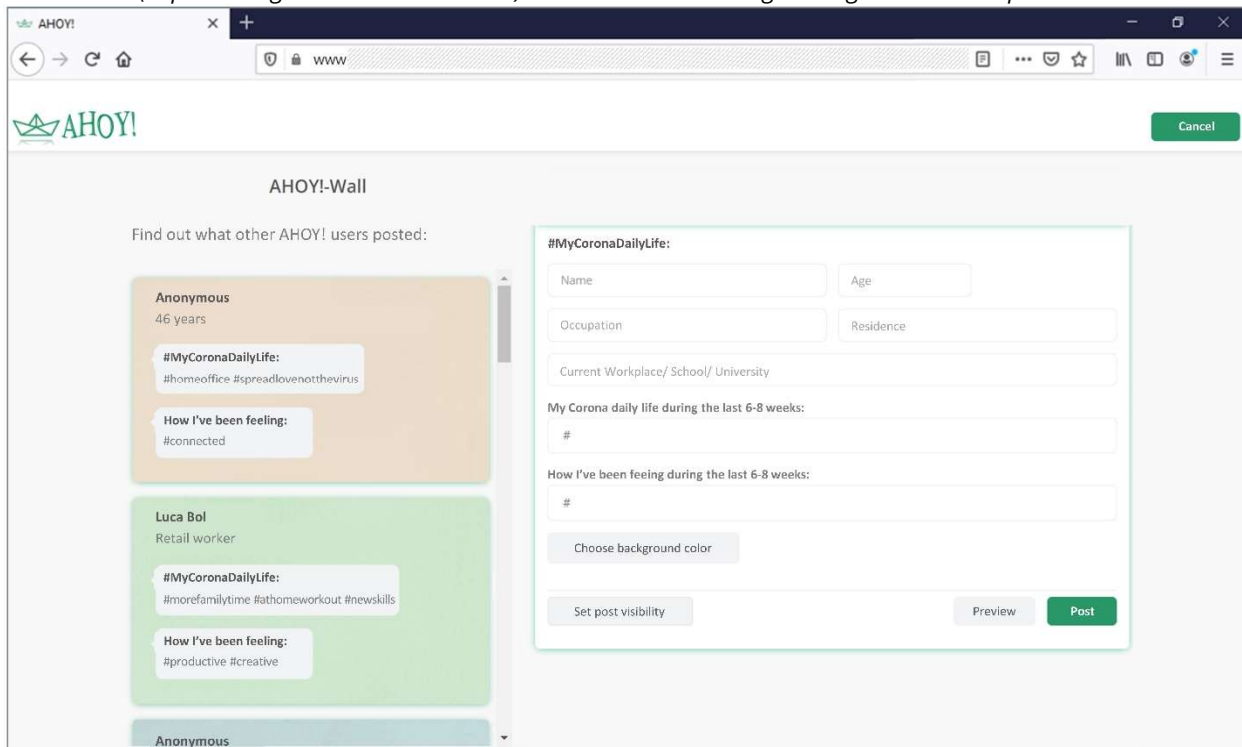 AHOY!
www
AHOY!
Cancel
AHOY!-Wall
Find out what other AHOY! users posted:
Anonymous
46 years
#MyCoronaDailyLife:
#homeoffice #spreadlovenotthevirus
How I've been feeling:
#connected
Luca Bol
Retail worker
#MyCoronaDailyLife:
#morefamilytime #athomeworkout #newskills
How I've been feeling:
#productive #creative
Anonymous
#MyCoronaDailyLife:
Name
Age
Occupation
Residence
Current Workplace/ School/ University
My Corona daily life during the last 6-8 weeks:
#
How I've been feeing during the last 6-8 weeks:
#
Choose background color
Set post visibility
Preview
Post